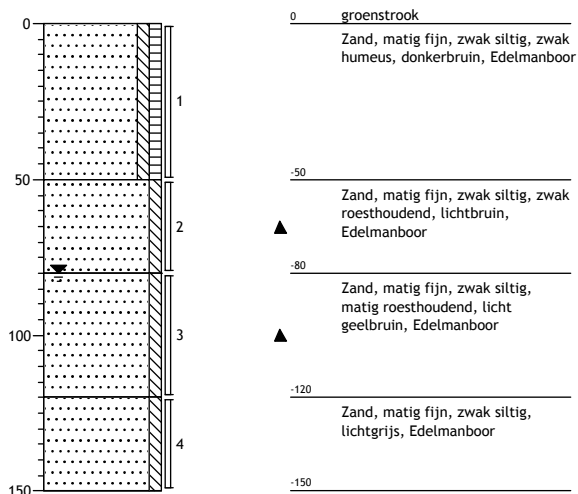 0
50
100
150
1
2
3
4
0 groenstrook
Zand, matig fijn, zwak siltig, zwak
humeus, donkerbruin, Edelmanboor
-50
Zand, matig fijn, zwak siltig, zwak
roesthoudend, lichtbruin,
Edelmanboor
-80
Zand, matig fijn, zwak siltig,
matig roesthoudend, licht
geelbruin, Edelmanboor
-120
Zand, matig fijn, zwak siltig,
lichtgrijs, Edelmanboor
-150